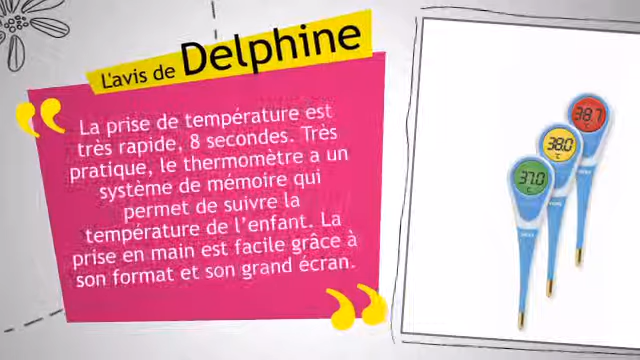 L'avis de Delphine
La prise de température est
très rapide, 8 secondes. Très
pratique, le thermomètre a un
système de mémoire qui
permet de suivre la
température de l'enfant. La
prise en main est facile grâce à
son format et son grand écran.
38.7
°C
38.0
°C
37.0
°C